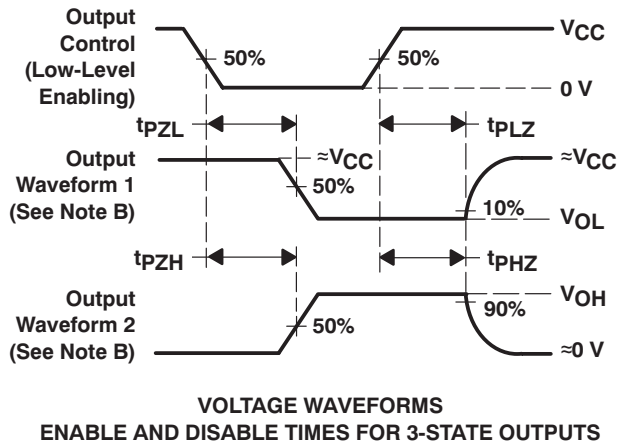 Output
Control
(Low-Level
Enabling)
50%
50%
VCC
0 V
tPZL
tPLZ
Output
Waveform 1
(See Note B)
≈VCC
50%
10%
≈VCC
VOL
tPZH
tPHZ
Output
Waveform 2
(See Note B)
50%
90%
VOH
≈0 V
VOLTAGE WAVEFORMS
ENABLE AND DISABLE TIMES FOR 3-STATE OUTPUTS